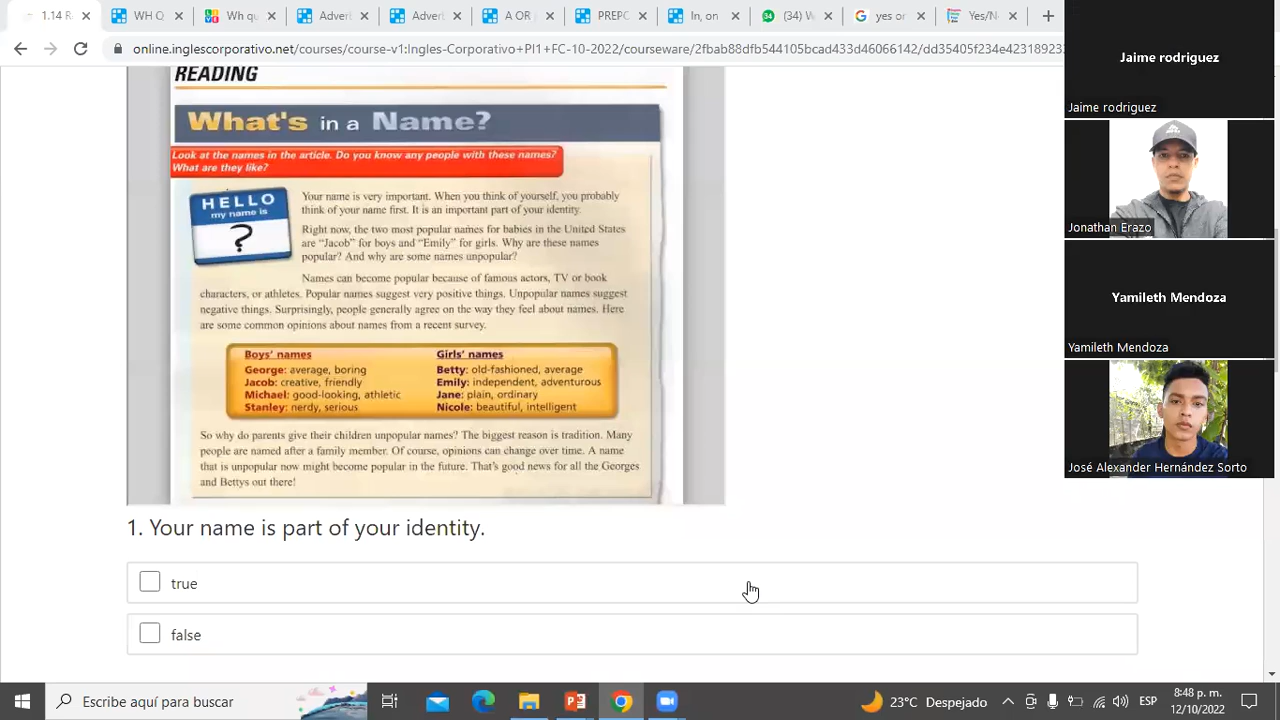 1.14 R
WH Q
Wh q
Advert
Advert
A OR
PREPC
In, on
(34) W
yes or
Yes/N
online.inglescorporativo.net/courses/course-v1:Ingles-Corporativo+PI1+FC-10-2022/courseware/2fbab88dfb544105bcad433d46066142/pd35405f234e4231892
READING
What's in a Name?
Look at the names in the article. Do you know any people with these names?
What are they like?
HELLO
my name is
?
Your name is very important. When you think of yourself, you probably
think of your name first. It is an important part of your identity.
Right now, the two most popular names for babies in the United States
are "Jacob" for boys and "Emily" for girls. Why are these names
popular? And why are some names unpopular?
Names can become popular because of famous actors, TV or book
characters, or athletes. Popular names suggest very positive things. Unpopular names suggest
negative things. Surprisingly, people generally agree on the way they feel about names. Here
are some common opinions about names from a recent survey.
Boys' names
George: average, boring
Jacob: creative, friendly
Michael: good-looking, athletic
Stanley: nerdy, serious
Girls' names
Betty: old-fashioned, average
Emily: independent, adventurous
Jane: plain, ordinary
Nicole: beautiful, intelligent
So why do parents give their children unpopular names? The biggest reason is tradition. Many
people are named after a family member. Of course, opinions can change over time. A name
that is unpopular now might become popular in the future. That's good news for all the Georges
and Bettys out there!
1. Your name is part of your identity.
true
false
Jaime rodriguez
Jaime rodriguez
Jonathan Erazo
Yamileth Mendoza
Yamileth Mendoza
José Alexander Hernández Sorto
Escribe aquí para buscar
23°C Despejado
ESP
8:48 p. m.
12/10/2022